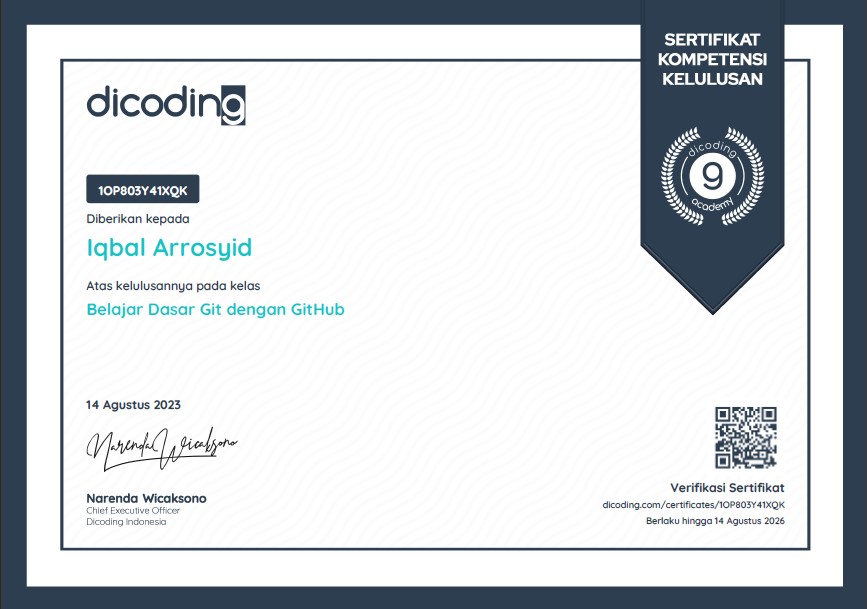 SERTIFIKAT
KOMPETENSI
KELULUSAN
dicoding
dicoding
9
academy
1OP803Y41XQK
Diberikan kepada
Iqbal Arrosyid
Atas kelulusannya pada kelas
Belajar Dasar Git dengan GitHub
14 Agustus 2023
Narenda Wicaksono
Narenda Wicaksono
Chief Executive Officer
Dicoding Indonesia
Verifikasi Sertifikat
dicoding.com/certificates/1OP803Y41XQK
Berlaku hingga 14 Agustus 2026